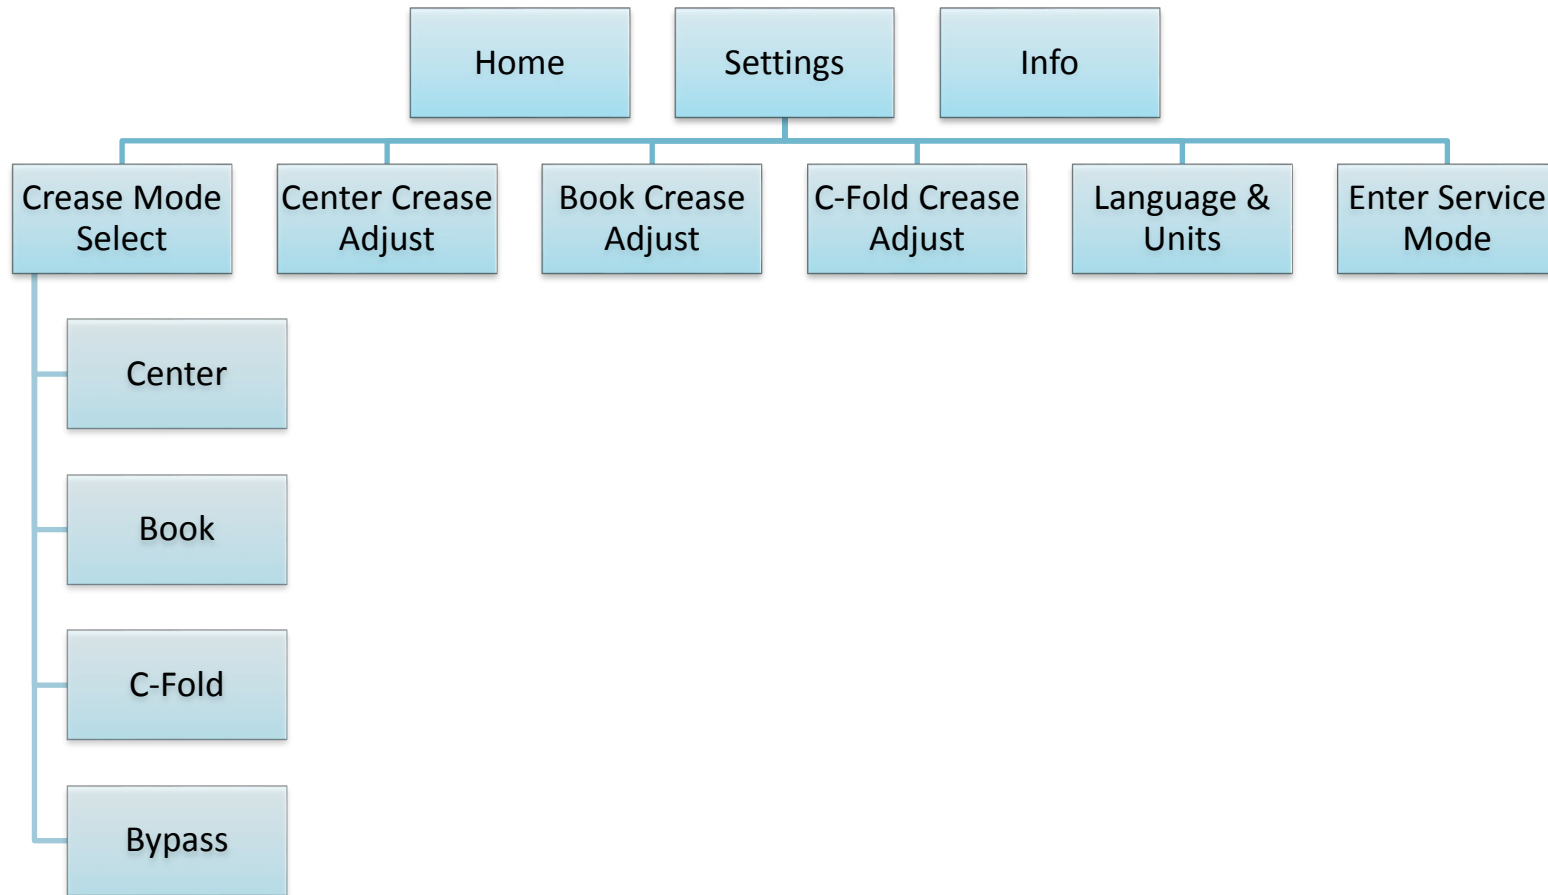 Home
Settings
Info
Crease Mode
Select
Center Crease
Adjust
Book Crease
Adjust
C-Fold Crease
Adjust
Language &
Units
Enter Service
Mode
Center
Book
C-Fold
Bypass